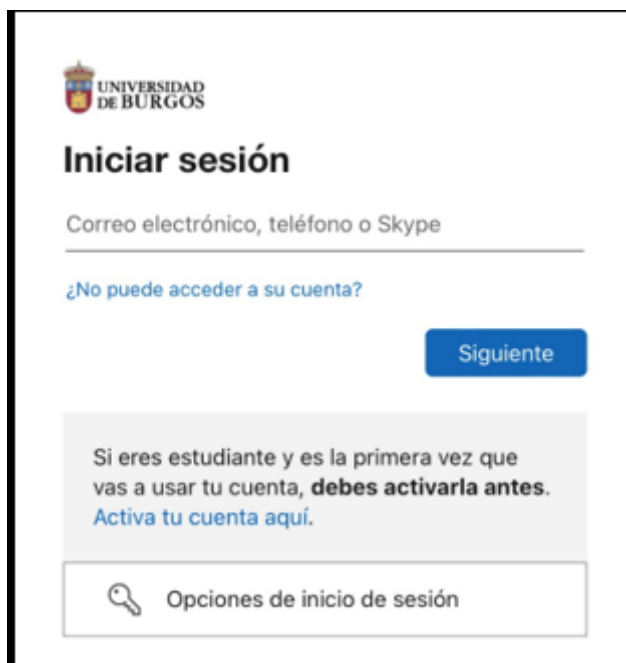 UNIVERSIDAD
DE BURGOS
Iniciar sesión
Correo electrónico, teléfono o Skype
¿No puede acceder a su cuenta?
Siguiente
Si eres estudiante y es la primera vez que
vas a usar tu cuenta, debes activarla antes.
Activa tu cuenta aquí.
Opciones de inicio de sesión